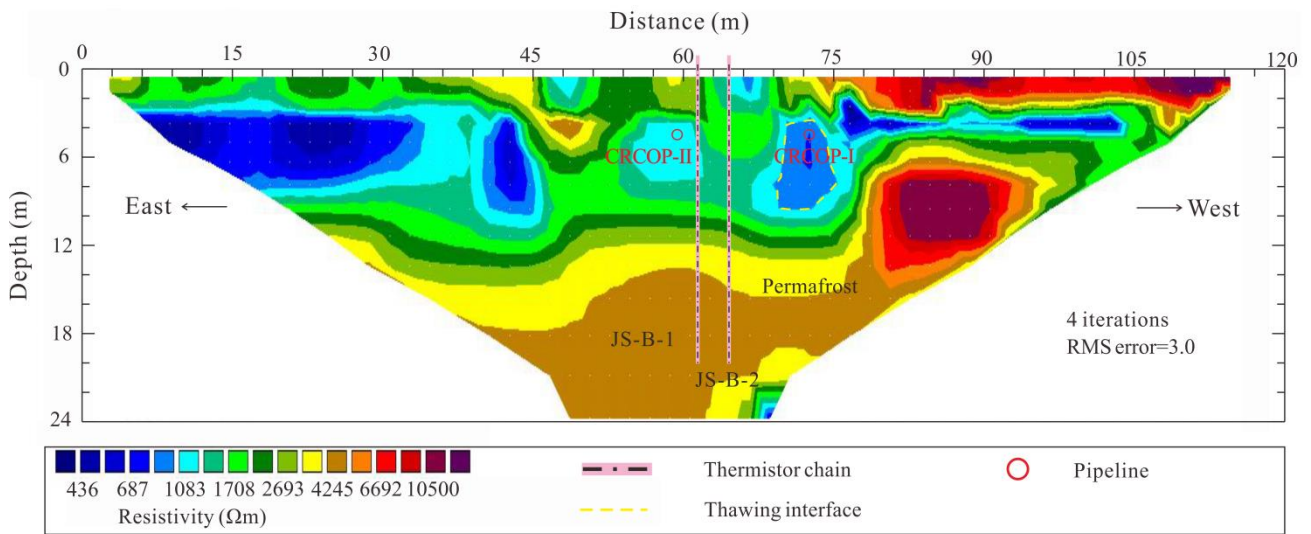 Distance (m)
0 15 30 45 60 75 90 105 120
Depth (m)
0
6
12
18
24
CRCOP-II
CRCOP-I
East
West
Permafrost
JS-B-1
JS-B-2
4 iterations
RMS error=3.0
436 687 1083 1708 2693 4245 6692 10500
Resistivity (Ωm)
Thermistor chain
Pipeline
Thawing interface